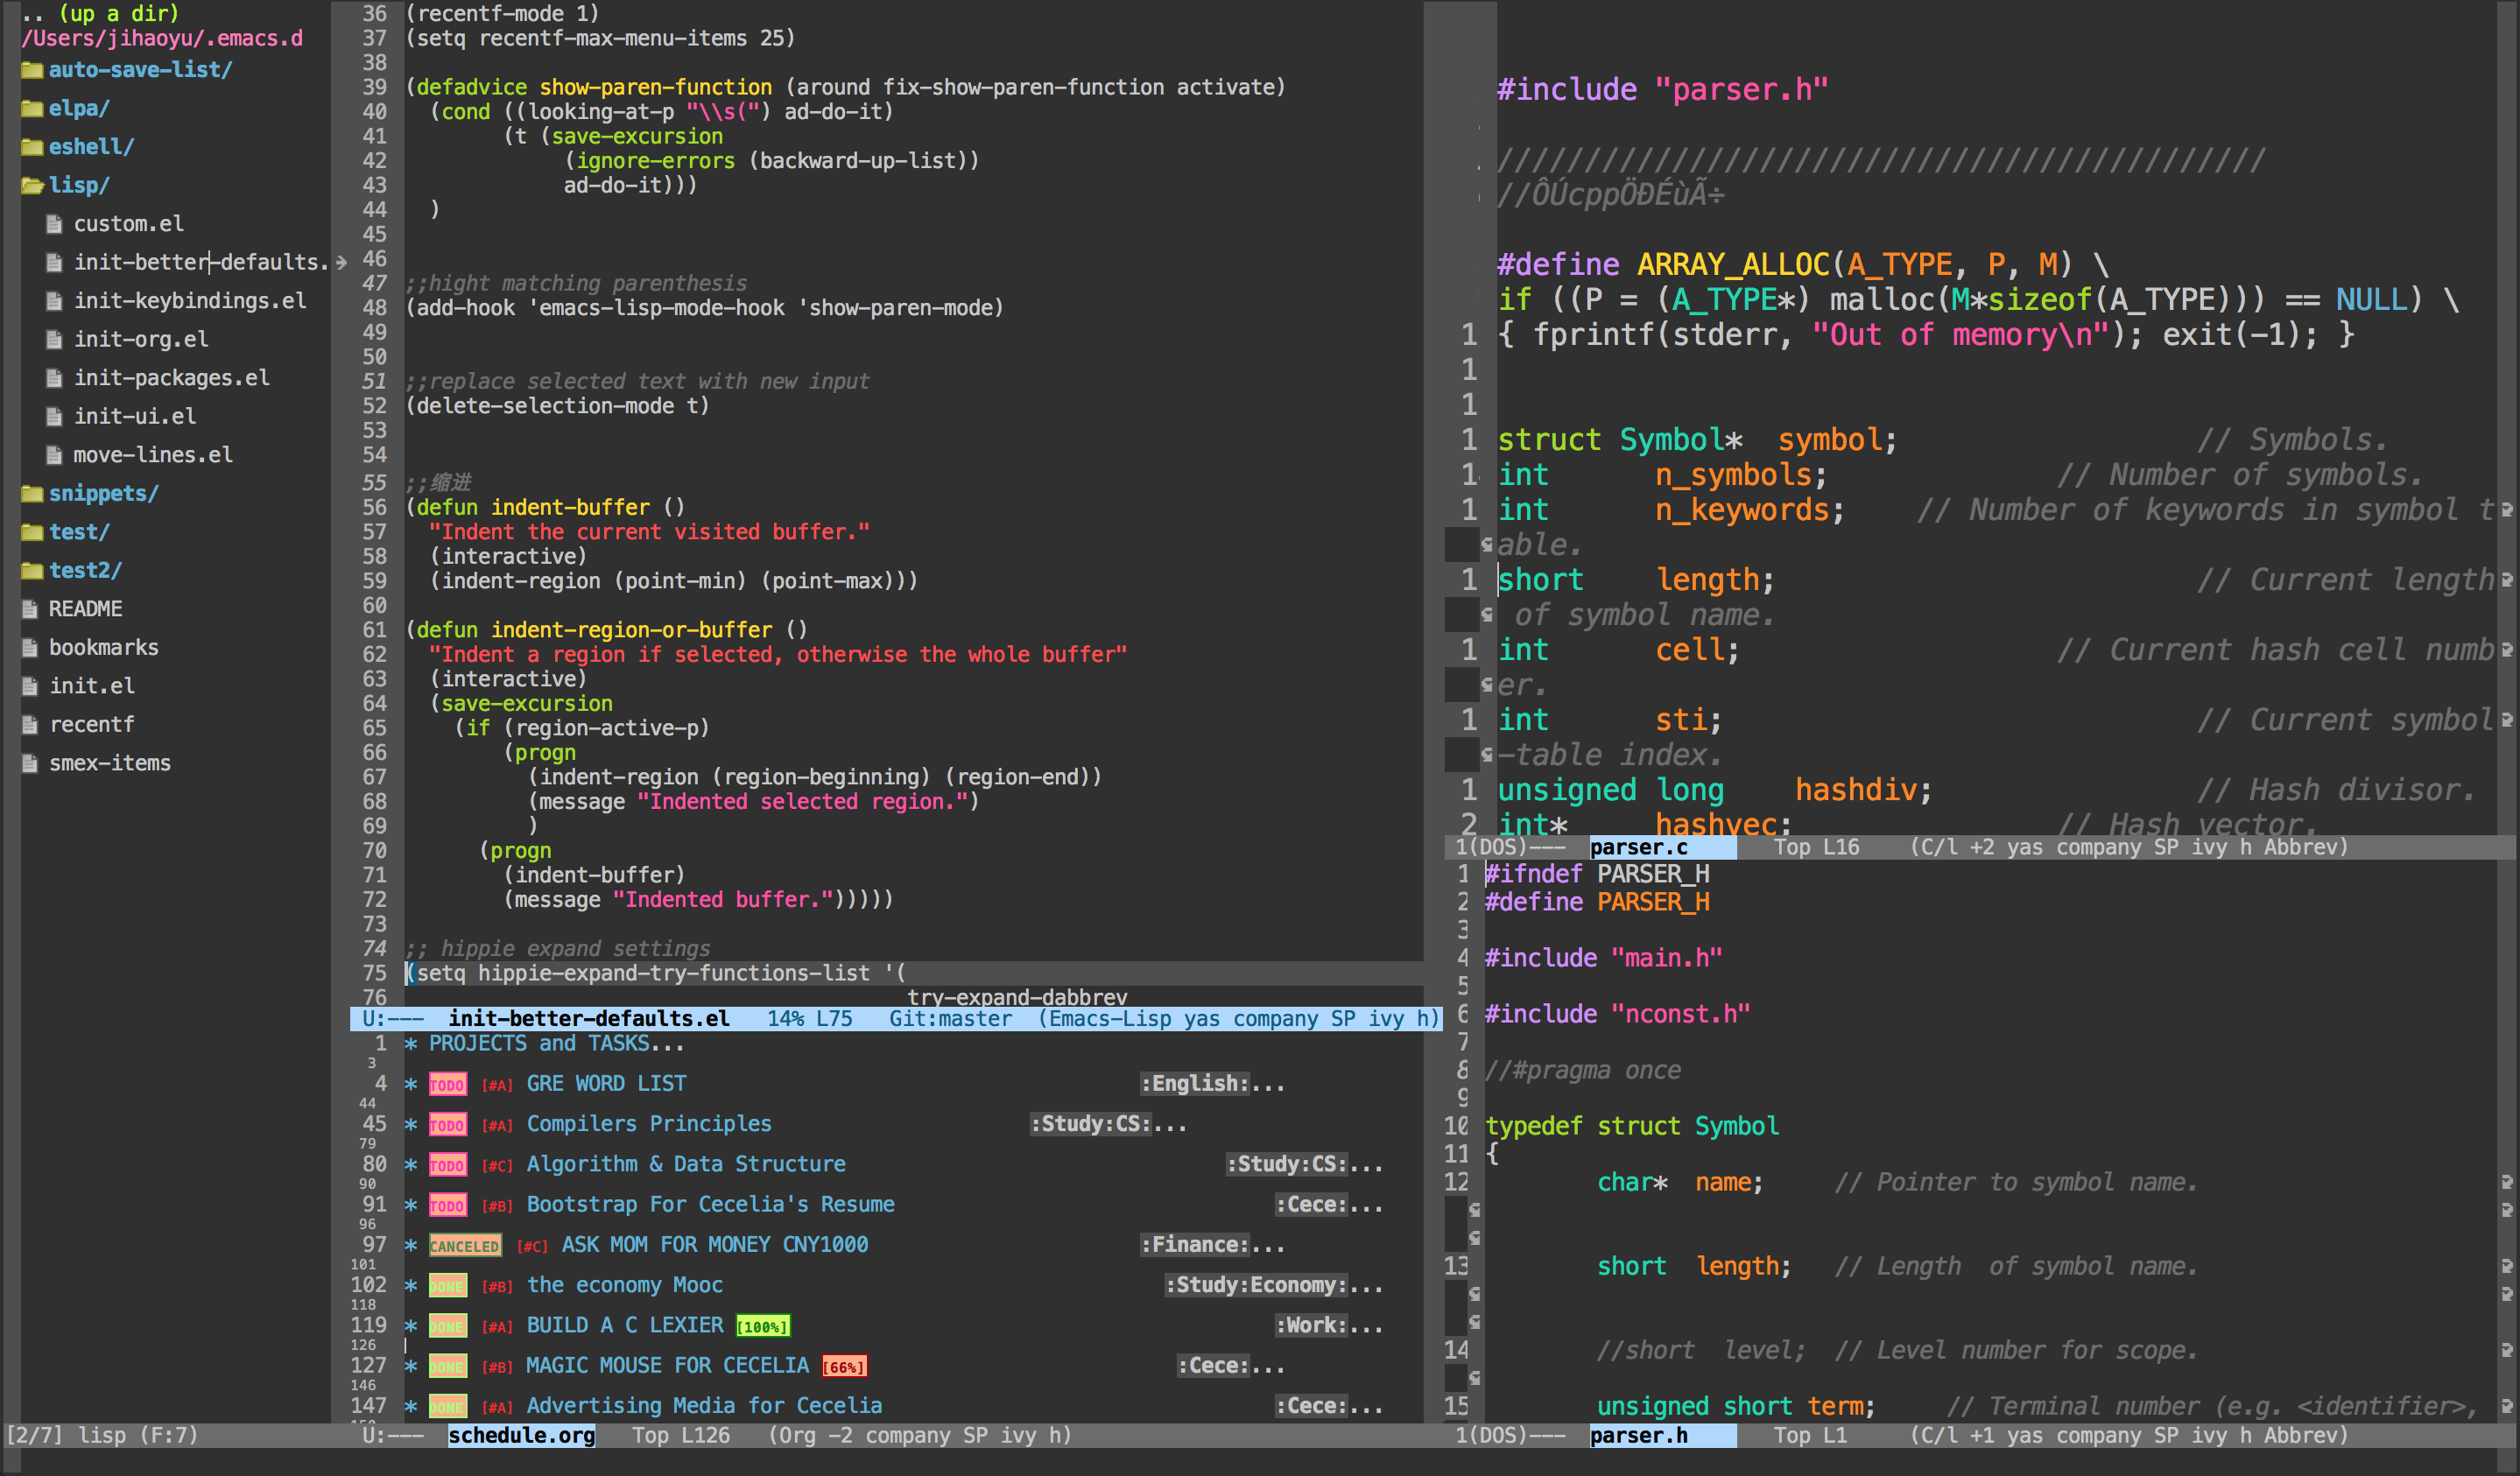 .. (up a dir)
/Users/jihaoyu/.emacs.d
auto-save-list/
elpa/
eshell/
lisp/
custom.el
init-better-defaults.
init-keybindings.el
init-org.el
init-packages.el
init-ui.el
move-lines.el
snippets/
test/
test2/
README
bookmarks
init.el
recentf
smex-items
[2/7] lisp (F:7)
36 (recentf-mode 1)
37 (setq recentf-max-menu-items 25)
38
39 (defadvice show-paren-function (around fix-show-paren-function activate)
40   (cond ((looking-at-p "\\s(") ad-do-it)
41         (t (save-excursion
42              (ignore-errors (backward-up-list))
43              ad-do-it)))
44   )
45
46
47 ;;hight matching parenthesis
48 (add-hook 'emacs-lisp-mode-hook 'show-paren-mode)
49
50
51 ;;replace selected text with new input
52 (delete-selection-mode t)
53
54
55 ;;缩进
56 (defun indent-buffer ()
57   "Indent the current visited buffer."
58   (interactive)
59   (indent-region (point-min) (point-max)))
60
61 (defun indent-region-or-buffer ()
62   "Indent a region if selected, otherwise the whole buffer"
63   (interactive)
64   (save-excursion
65     (if (region-active-p)
66         (progn
67           (indent-region (region-beginning) (region-end))
68           (message "Indented selected region.")
69           )
70       (progn
71         (indent-buffer)
72         (message "Indented buffer.")))))
73
74 ;; hippie expand settings
75 (setq hippie-expand-try-functions-list '(
76                                          try-expand-dabbrev
U:---  init-better-defaults.el   14% L75   Git:master  (Emacs-Lisp yas company SP ivy h)
1 * PROJECTS and TASKS...
3
4 * TODO [#A] GRE WORD LIST :English:...
44
45 * TODO [#A] Compilers Principles :Study:CS:...
79
80 * TODO [#C] Algorithm & Data Structure :Study:CS:...
90
91 * TODO [#B] Bootstrap For Cecelia's Resume :Cece:...
96
97 * CANCELED [#C] ASK MOM FOR MONEY CNY1000 :Finance:...
101
102 * DONE [#B] the economy Mooc :Study:Economy:...
118
119 * DONE [#A] BUILD A C LEXIER [100%] :Work:...
126
127 * DONE [#B] MAGIC MOUSE FOR CECELIA [66%] :Cece:...
146
147 * DONE [#A] Advertising Media for Cecelia :Cece:...
U:---  schedule.org   Top L126   (Org -2 company SP ivy h)
#include "parser.h"
////////////////////////////////////////////
//ÔÚcppÖÐÉùÃ÷
#define ARRAY_ALLOC(A_TYPE, P, M) \
if ((P = (A_TYPE*) malloc(M*sizeof(A_TYPE))) == NULL) \
1 { fprintf(stderr, "Out of memory\n"); exit(-1); }
1
1
1 struct Symbol*  symbol; // Symbols.
1 int n_symbols; // Number of symbols.
1 int n_keywords; // Number of keywords in symbol t
able.
1 short length; // Current length
of symbol name.
1 int cell; // Current hash cell numb
er.
1 int sti; // Current symbol
-table index.
1 unsigned long hashdiv; // Hash divisor.
2 int* hashvec; // Hash vector.
1(DOS)---  parser.c   Top L16   (C/l +2 yas company SP ivy h Abbrev)
1 #ifndef PARSER_H
2 #define PARSER_H
3
4 #include "main.h"
5
6 #include "nconst.h"
7
8 //#pragma once
9
10 typedef struct Symbol
11 {
12 char* name; // Pointer to symbol name.
13 short length; // Length  of symbol name.
14 //short  level;  // Level number for scope.
15 unsigned short term; // Terminal number (e.g. <identifier>,
1(DOS)---  parser.h   Top L1   (C/l +1 yas company SP ivy h Abbrev)